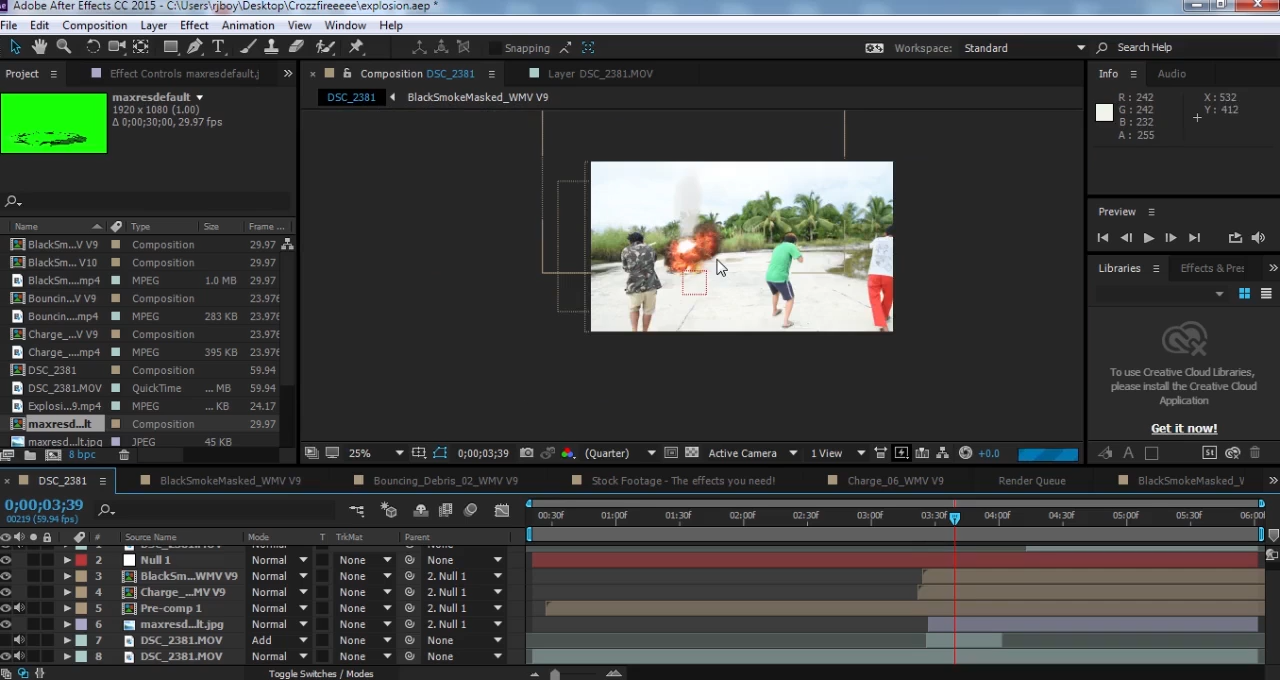 Adobe After Effects CC 2015 - C:\Users\rjboy\Desktop\Crozzfireeeee\explosion.aep *
File Edit Composition Layer Effect Animation View Window Help
Snapping
Workspace: Standard
Search Help
Project
Effect Controls maxresdefault.j
Composition DSC_2381
Layer DSC_2381.MOV
Info
Audio
maxresdefault
1920 x 1080 (1.00)
Δ 0;00;30;00, 29.97 fps
DSC_2381
BlackSmokeMasked_WMV V9
R : 242
G : 242
B : 232
A : 255
X : 532
Y : 412
Preview
Name Type Size Frame ...
BlackSm...V V9 Composition 29.97
BlackSm... V10 Composition 29.97
BlackSm....mp4 MPEG 1.0 MB 29.97
Bouncin...V V9 Composition 29.97
Bouncin....mp4 MPEG 283 KB 29.97
Charge_...V V9 Composition 23.976
Charge_....mp4 MPEG 395 KB 23.976
DSC_2381 Composition 59.94
DSC_2381.MOV QuickTime ... MB 59.94
Explosi...9.mp4 MPEG ... KB 24.17
maxresd...lt Composition 29.97
maxresd...lt.jpg JPEG 45 KB
8 bpc
Libraries
Effects & Pres
To use Creative Cloud Libraries,
please install the Creative Cloud
Application
Get it now!
25%
0;00;03;39
(Quarter)
Active Camera
1 View
+0.0
DSC_2381
BlackSmokeMasked_WMV V9
Bouncing_Debris_02_WMV V9
Stock Footage - The effects you need!
Charge_06_WMV V9
Render Queue
BlackSmokeMasked_V
0;00;03;39
00219 (59.94 fps)
00:30f 01:00f 01:30f 02:00f 02:30f 03:00f 03:30f 04:00f 04:30f 05:00f 05:30f 06:00
# Source Name Mode T TrkMat Parent
2 Null 1 Normal None None
3 BlackSm...WMV V9 Normal None 2. Null 1
4 Charge_...MV V9 Normal None 2. Null 1
5 Pre-comp 1 Normal None 2. Null 1
6 maxresd...lt.jpg Normal None 2. Null 1
7 DSC_2381.MOV Add None None
8 DSC_2381.MOV Normal None None
Toggle Switches / Modes